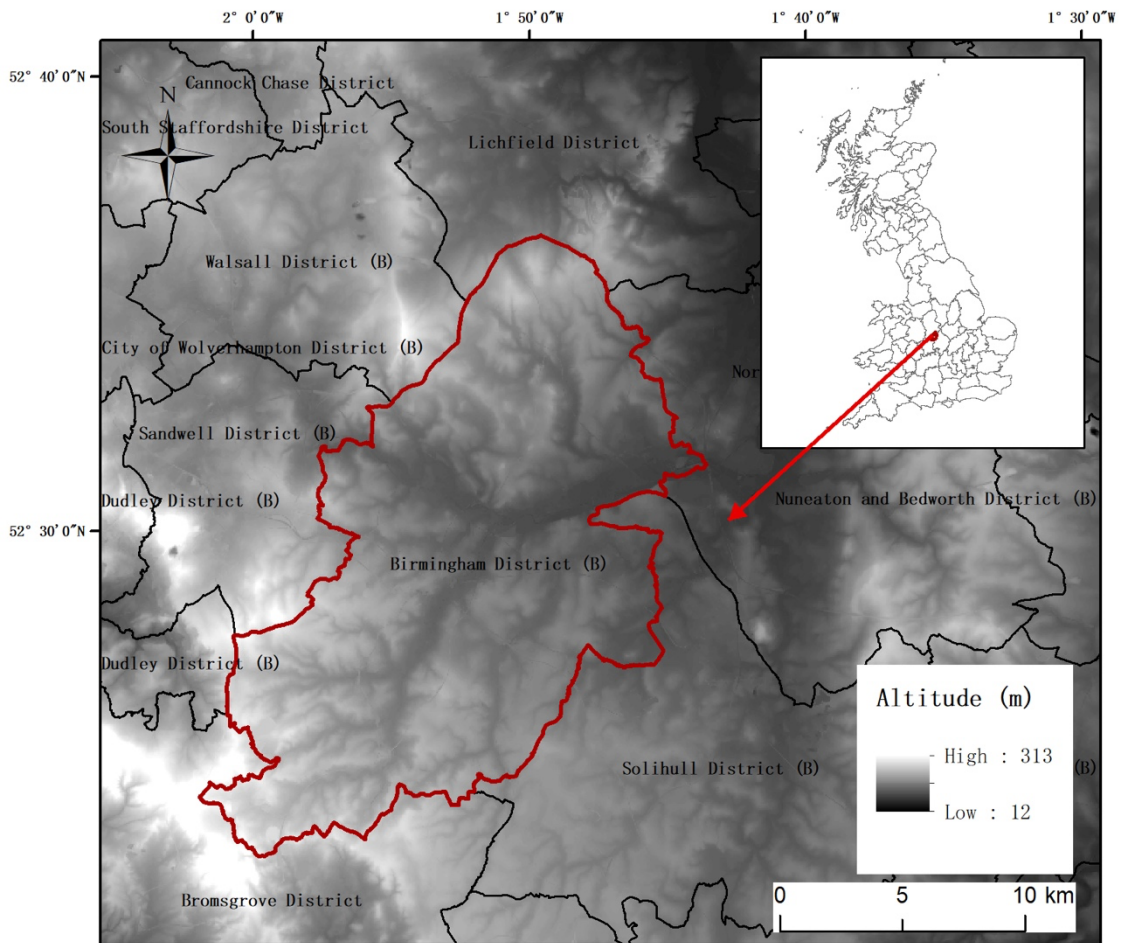 2° 0'0"W
1° 50'0"W
1° 40'0"W
1° 30'0"W
52° 40'0"N
Cannock Chase District
N
South Staffordshire District
Lichfield District
Walsall District (B)
City of Wolverhampton District (B)
Nor
Sandwell District (B)
Dudley District (B)
Nuneaton and Bedworth District (B)
52° 30'0"N
Birmingham District (B)
Dudley District (B)
Altitude (m)
High : 313
Low : 12
Solihull District (B)
(B)
Bromsgrove District
0 5 10 km